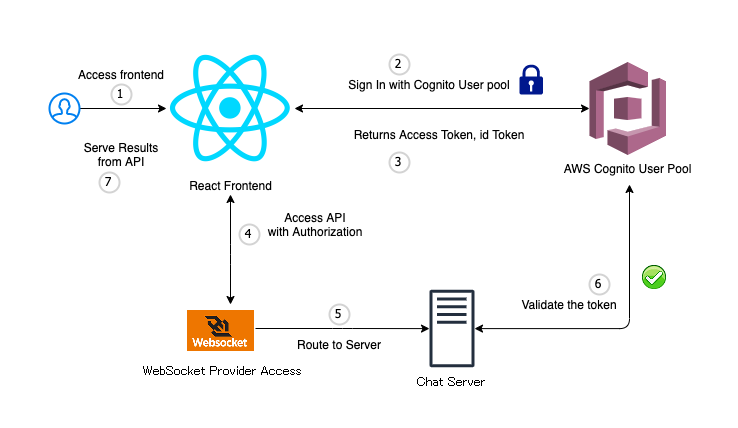 Access frontend
1
2
Sign In with Cognito User pool
Returns Access Token, id Token
3
AWS Cognito User Pool
Serve Results
from API
7
React Frontend
Access API
with Authorization
4
6
Validate the token
5
Route to Server
Websocket
WebSocket Provider Access
Chat Server